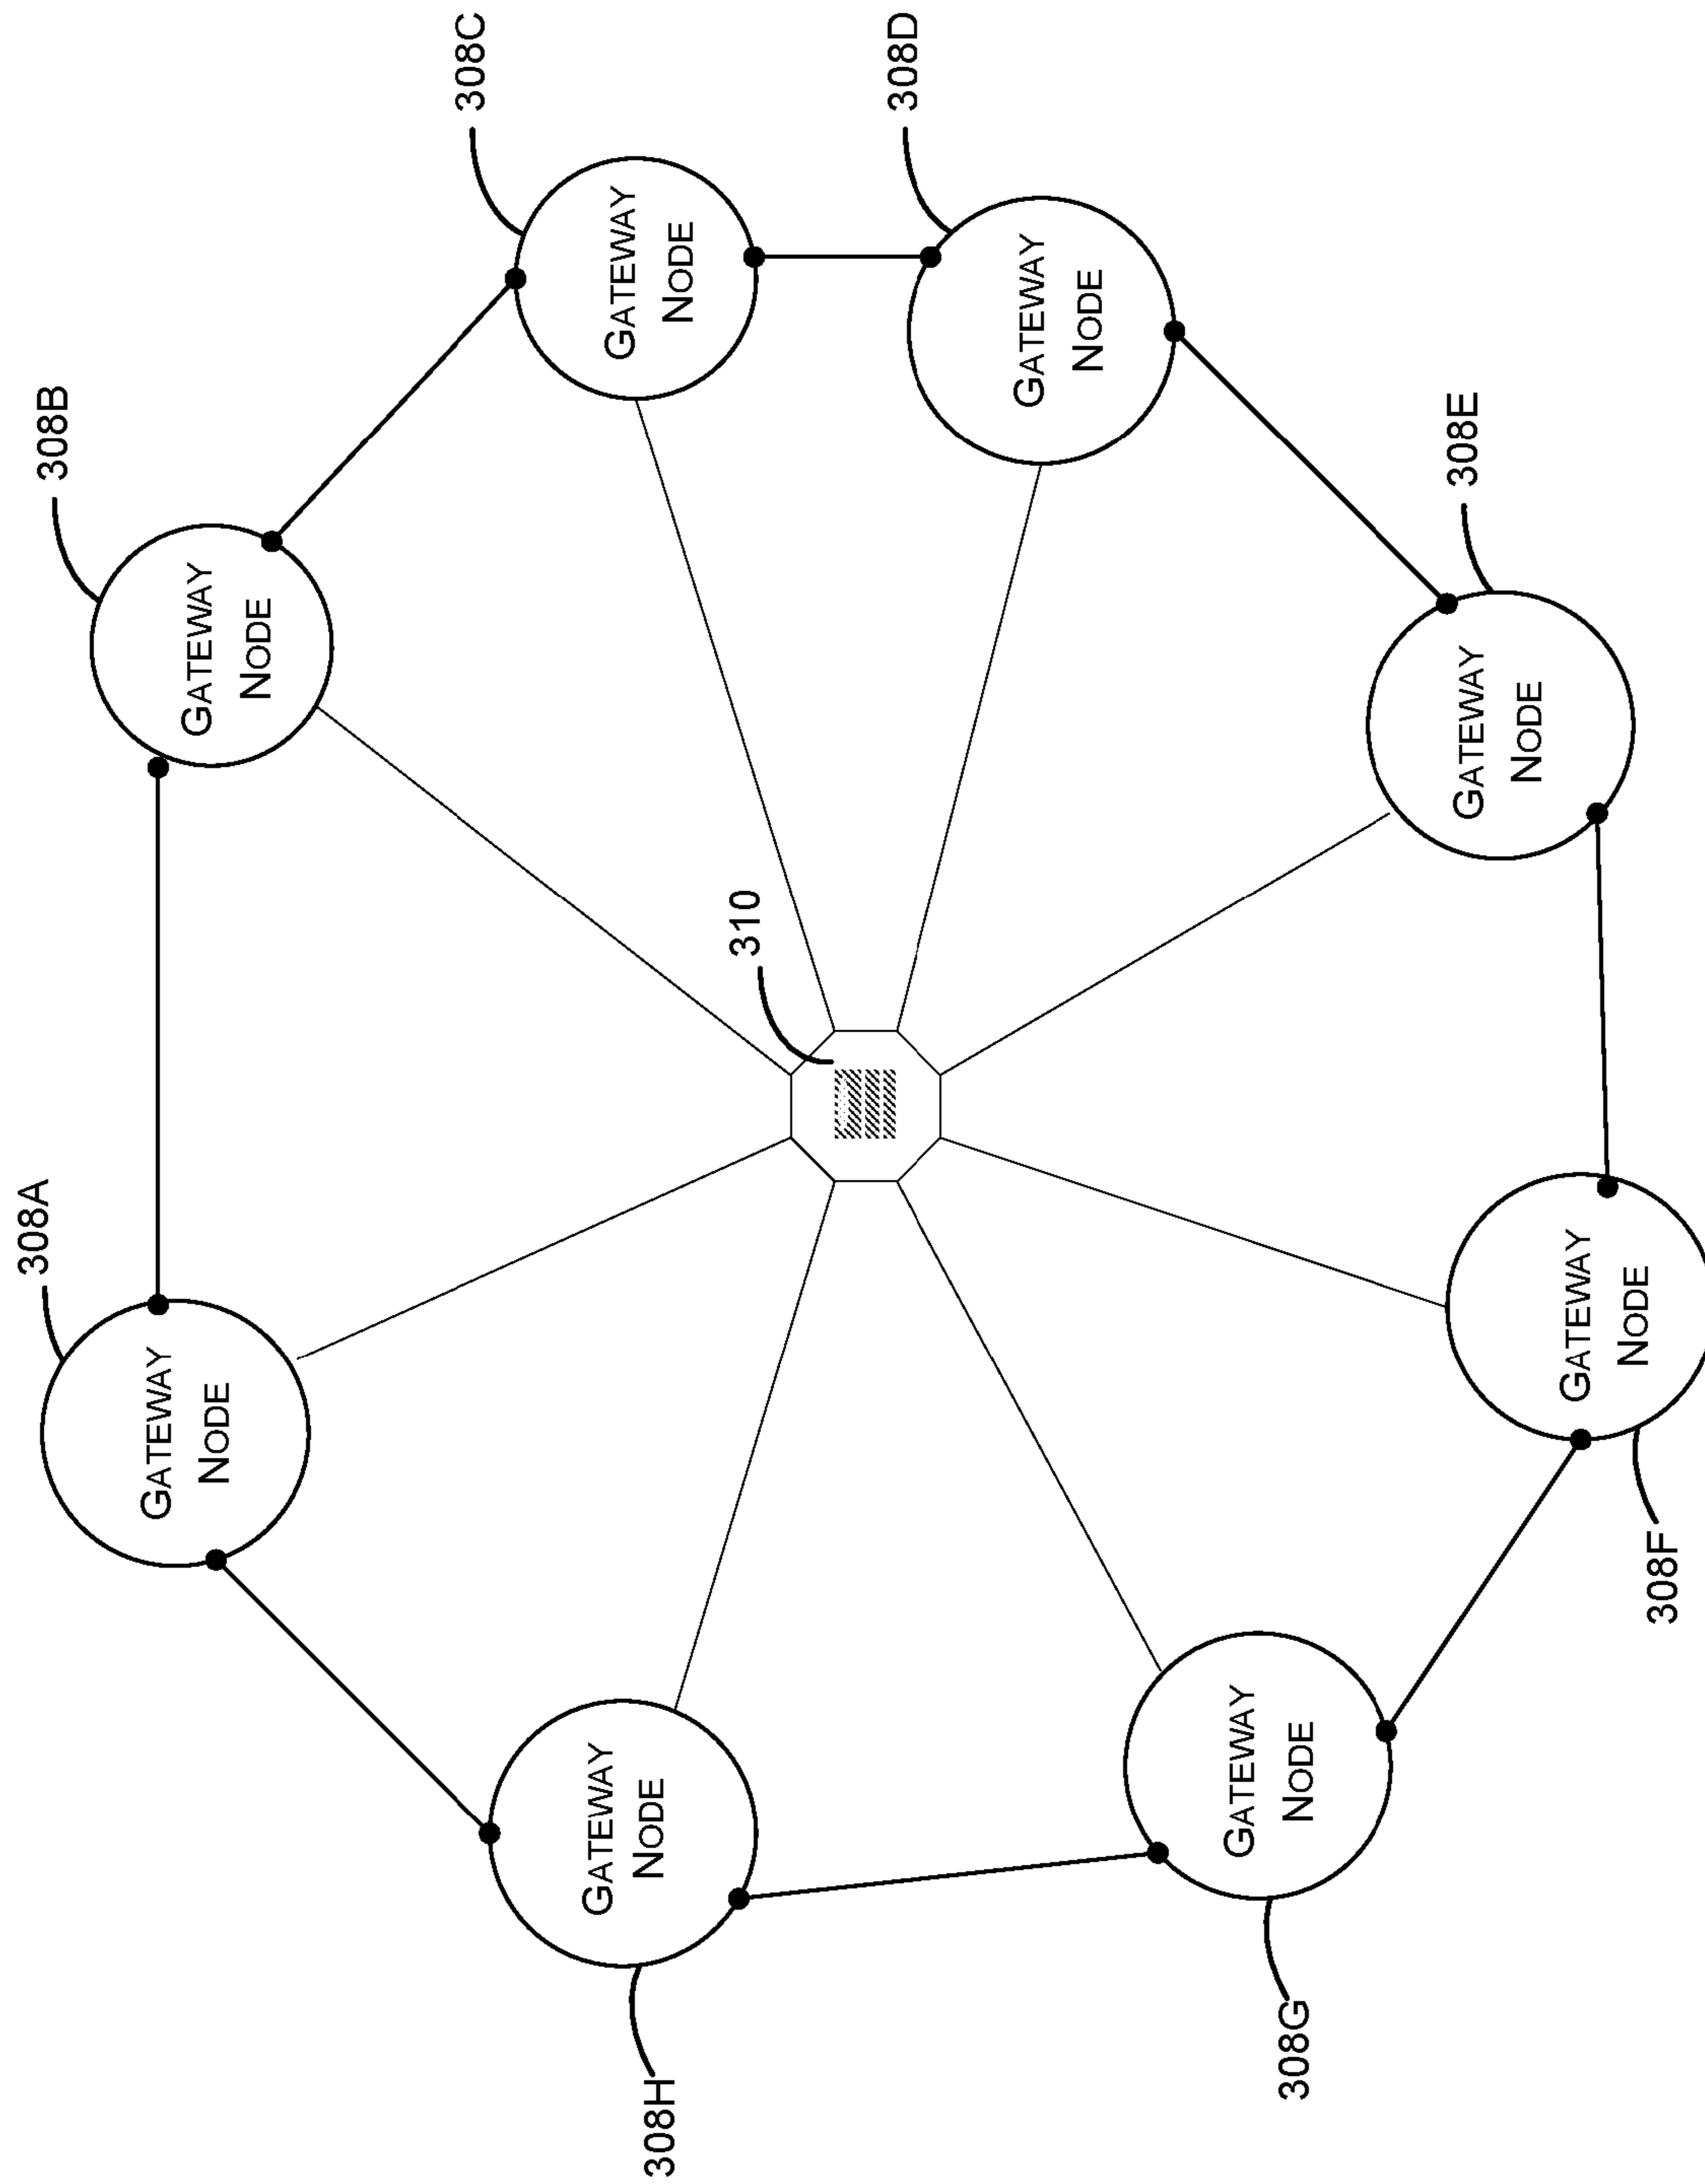 308A
GATEWAY
NODE
308B
GATEWAY
NODE
308C
GATEWAY
NODE
308D
GATEWAY
NODE
308E
GATEWAY
NODE
308F
GATEWAY
NODE
308G
GATEWAY
NODE
308H
GATEWAY
NODE
310